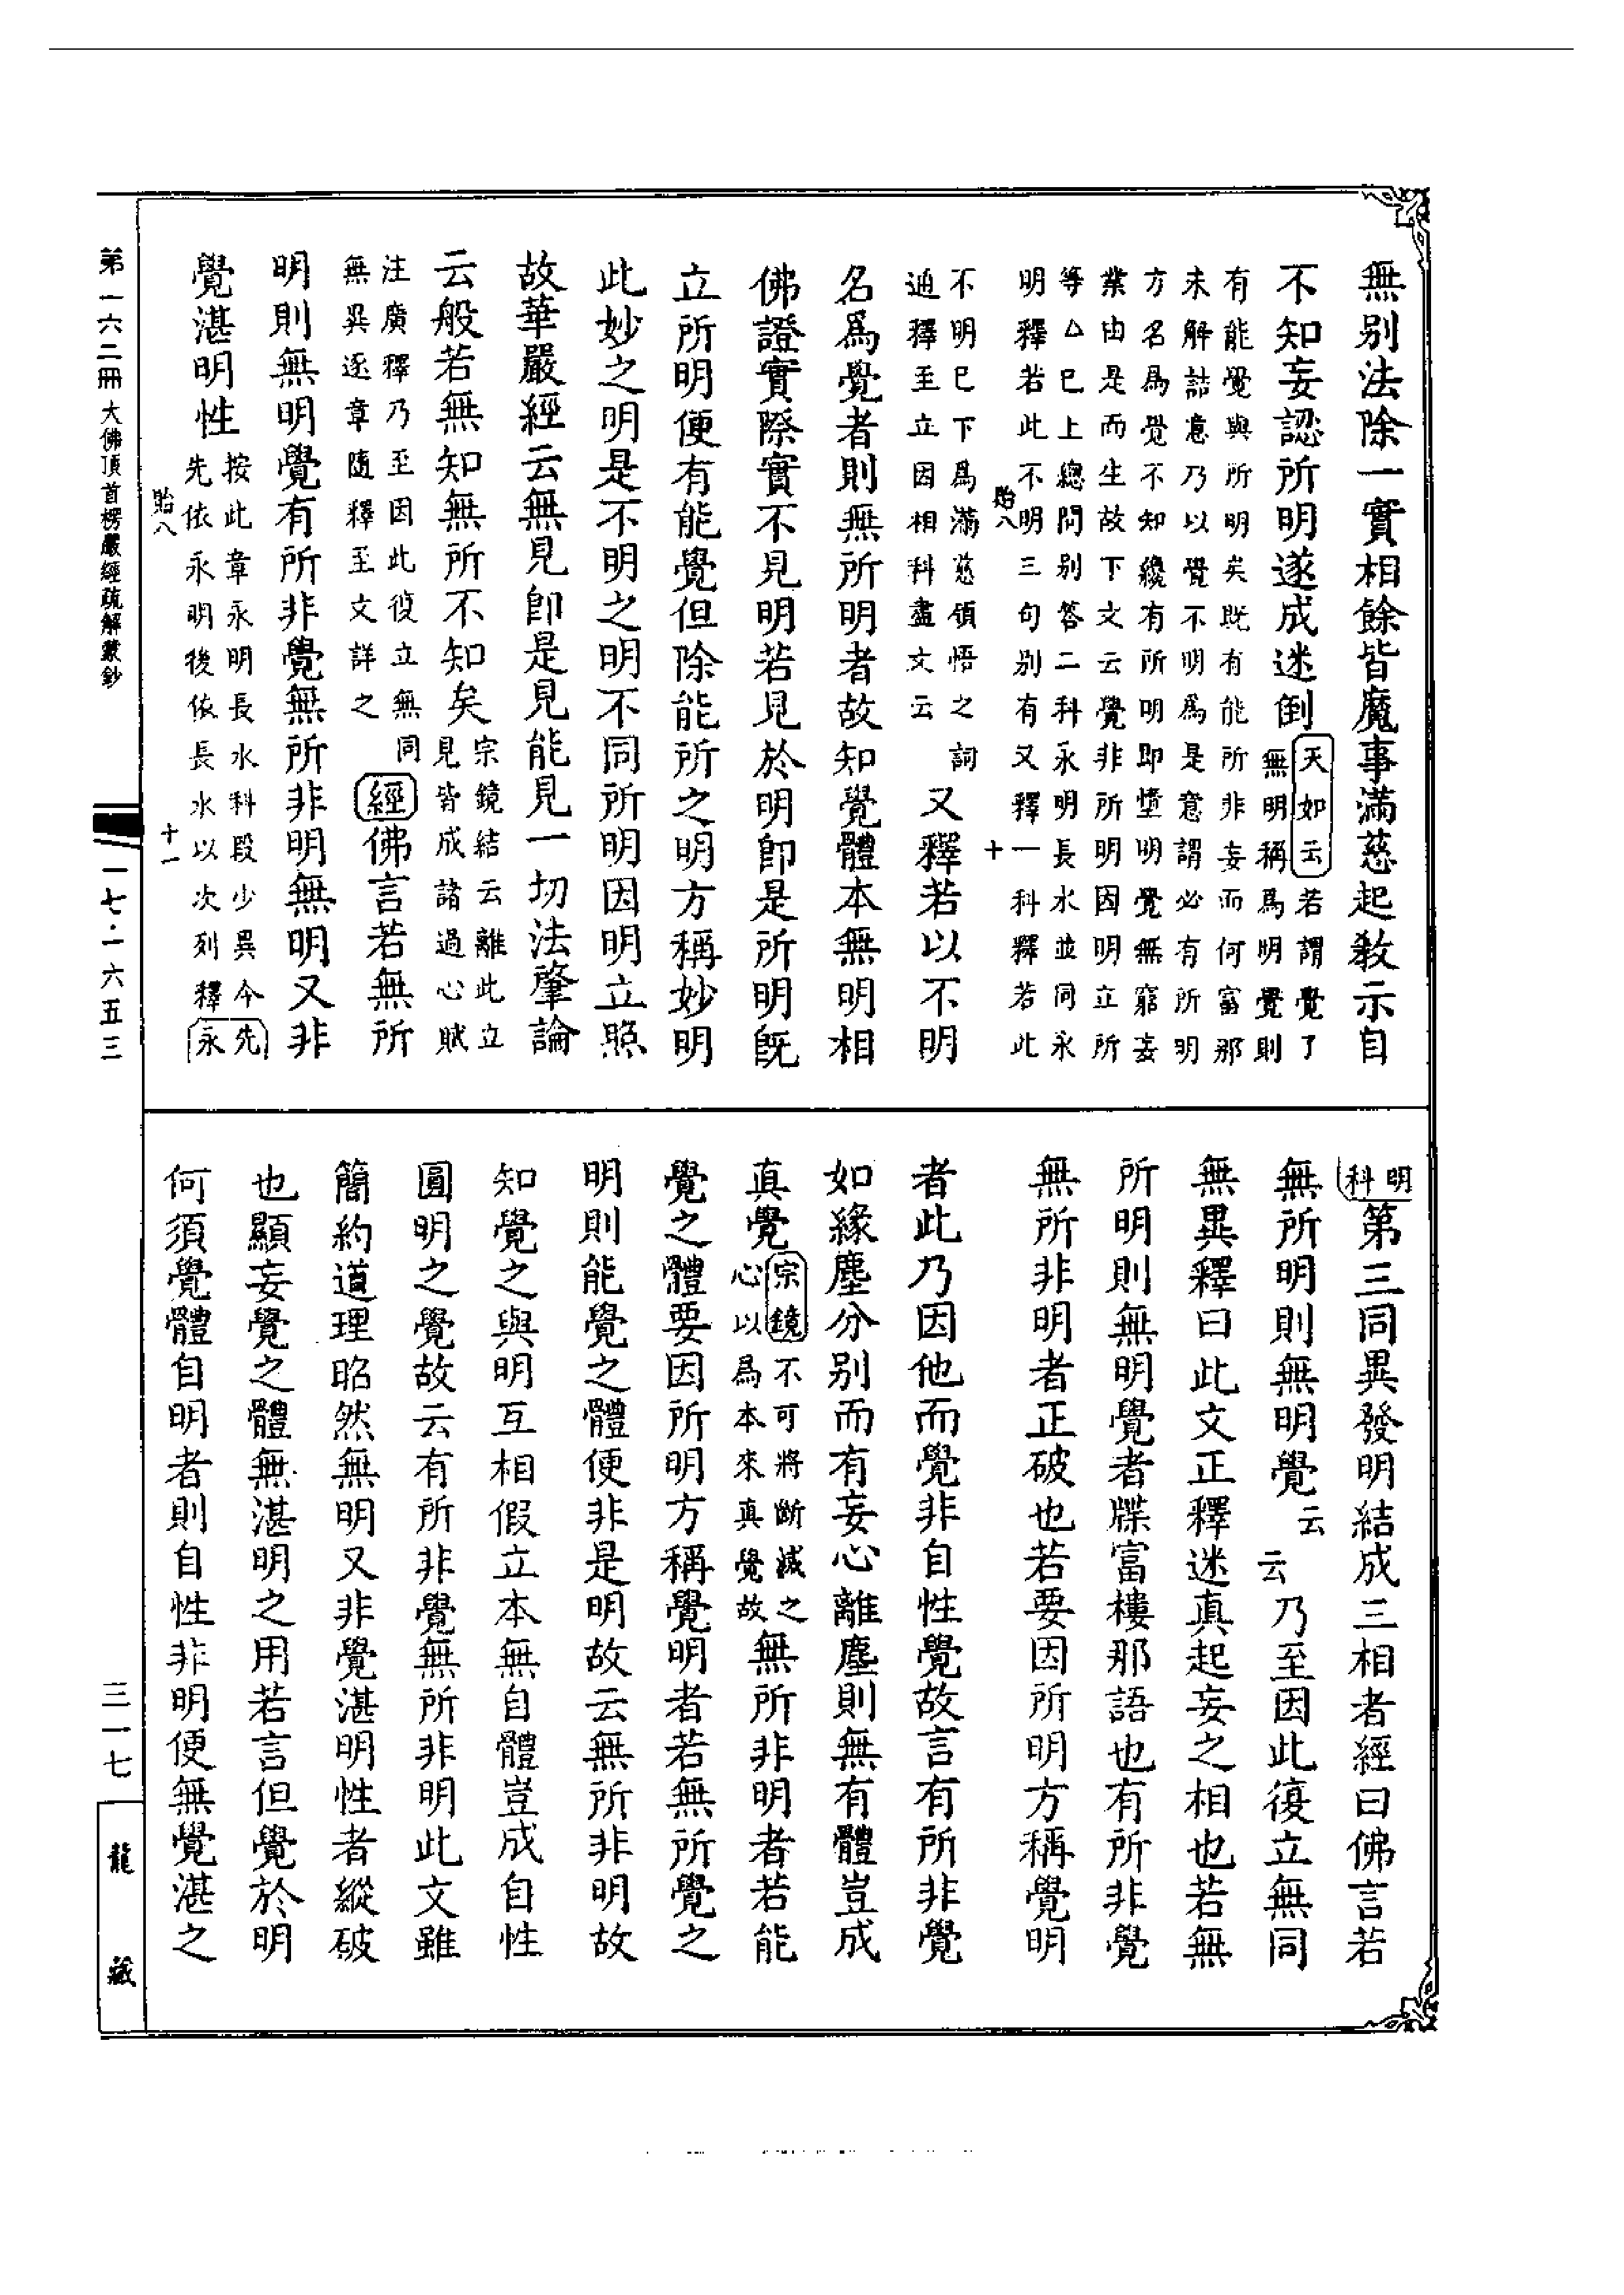 無别法除一實相餘皆魔事滿慈起教示自
不知妄認所明遂成迷倒
天如云若謂覺了
無明稱爲明覺則
有能覺與所明矣既有能所非妄而何富那
未解詰意乃以覺不明爲是意謂必有所明
方名爲覺不知纔有所明即墮明覺無窮妄
業由是而生故下文云覺非所明因明立所
等△已上總問别答二科永明長水並同永
明釋若此不明三句别有又釋一科釋若此
貽八 十
不明已下爲滿慈領悟之詞
通釋至立因相科盡文云
又釋若以不明
名爲覺者則無所明者故知覺體本無明相
佛證實際實不見明若見於明即是所明既
立所明便有能覺但除能所之明方稱妙明
此妙之明是不明之明不同所明因明立照
故華嚴經云無見即是見能見一切法肇論
云般若無知無所不知矣
宗鏡結云離此立
見皆成諸過心賦
注廣釋乃至因此復立無同
無異逐章隨釋至文詳之
經佛言若無所
明則無明覺有所非覺無所非明無明又非
覺湛明性
按此章永明長水科段少異今先
先依永明後依長水以次列釋永
貽八 十一
明
科
第三同異發明結成三相者經曰佛言若
無所明則無明覺云云乃至因此復立無同
無異釋曰此文正釋迷真起妄之相也若無
所明則無明覺者牒富樓那語也有所非覺
無所非明者正破也若要因所明方稱覺明
者此乃因他而覺非自性覺故言有所非覺
如緣塵分别而有妄心離塵則無有體豈成
真覺
宗鏡不可將斷滅之
心以爲本來真覺故
無所非明者若能
覺之體要因所明方稱覺明者若無所覺之
明則能覺之體便非是明故云無所非明故
知覺之與明互相假立本無自體豈成自性
圓明之覺故云有所非覺無所非明此文雖
簡約道理昭然無明又非覺湛明性者縱破
也顯妄覺之體無湛明之用若言但覺於明
何須覺體自明者則自性非明便無覺湛之
第一六二冊 大佛頂首楞嚴經疏解蒙鈔
一七·一六五三
三一七
龍藏